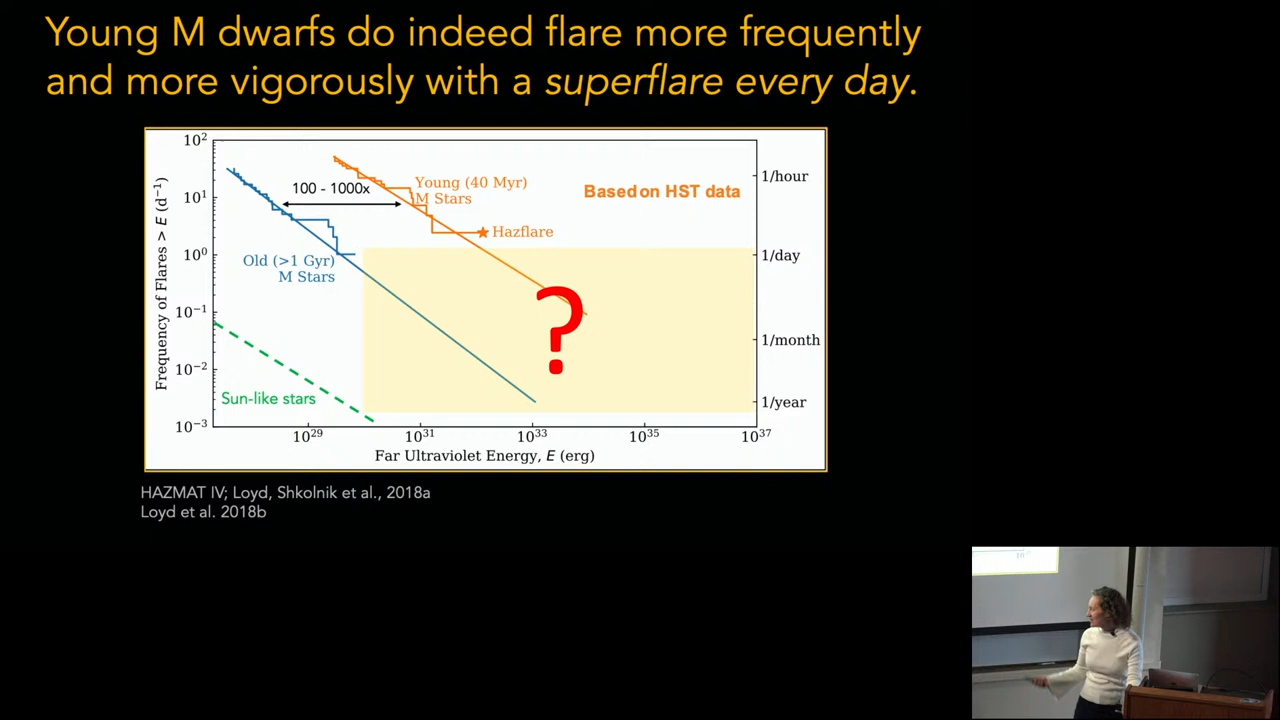 Young M dwarfs do indeed flare more frequently
and more vigorously with a superflare every day.
10²
10¹
10⁰
10⁻¹
10⁻²
10⁻³
Frequency of Flares > E (d⁻¹)
100 - 1000x
Young (40 Myr)
M Stars
Based on HST data
Hazflare
Old (>1 Gyr)
M Stars
?
Sun-like stars
1/hour
1/day
1/month
1/year
10²⁹
10³¹
10³³
10³⁵
10³⁷
Far Ultraviolet Energy, E (erg)
HAZMAT IV; Loyd, Shkolnik et al., 2018a
Loyd et al. 2018b